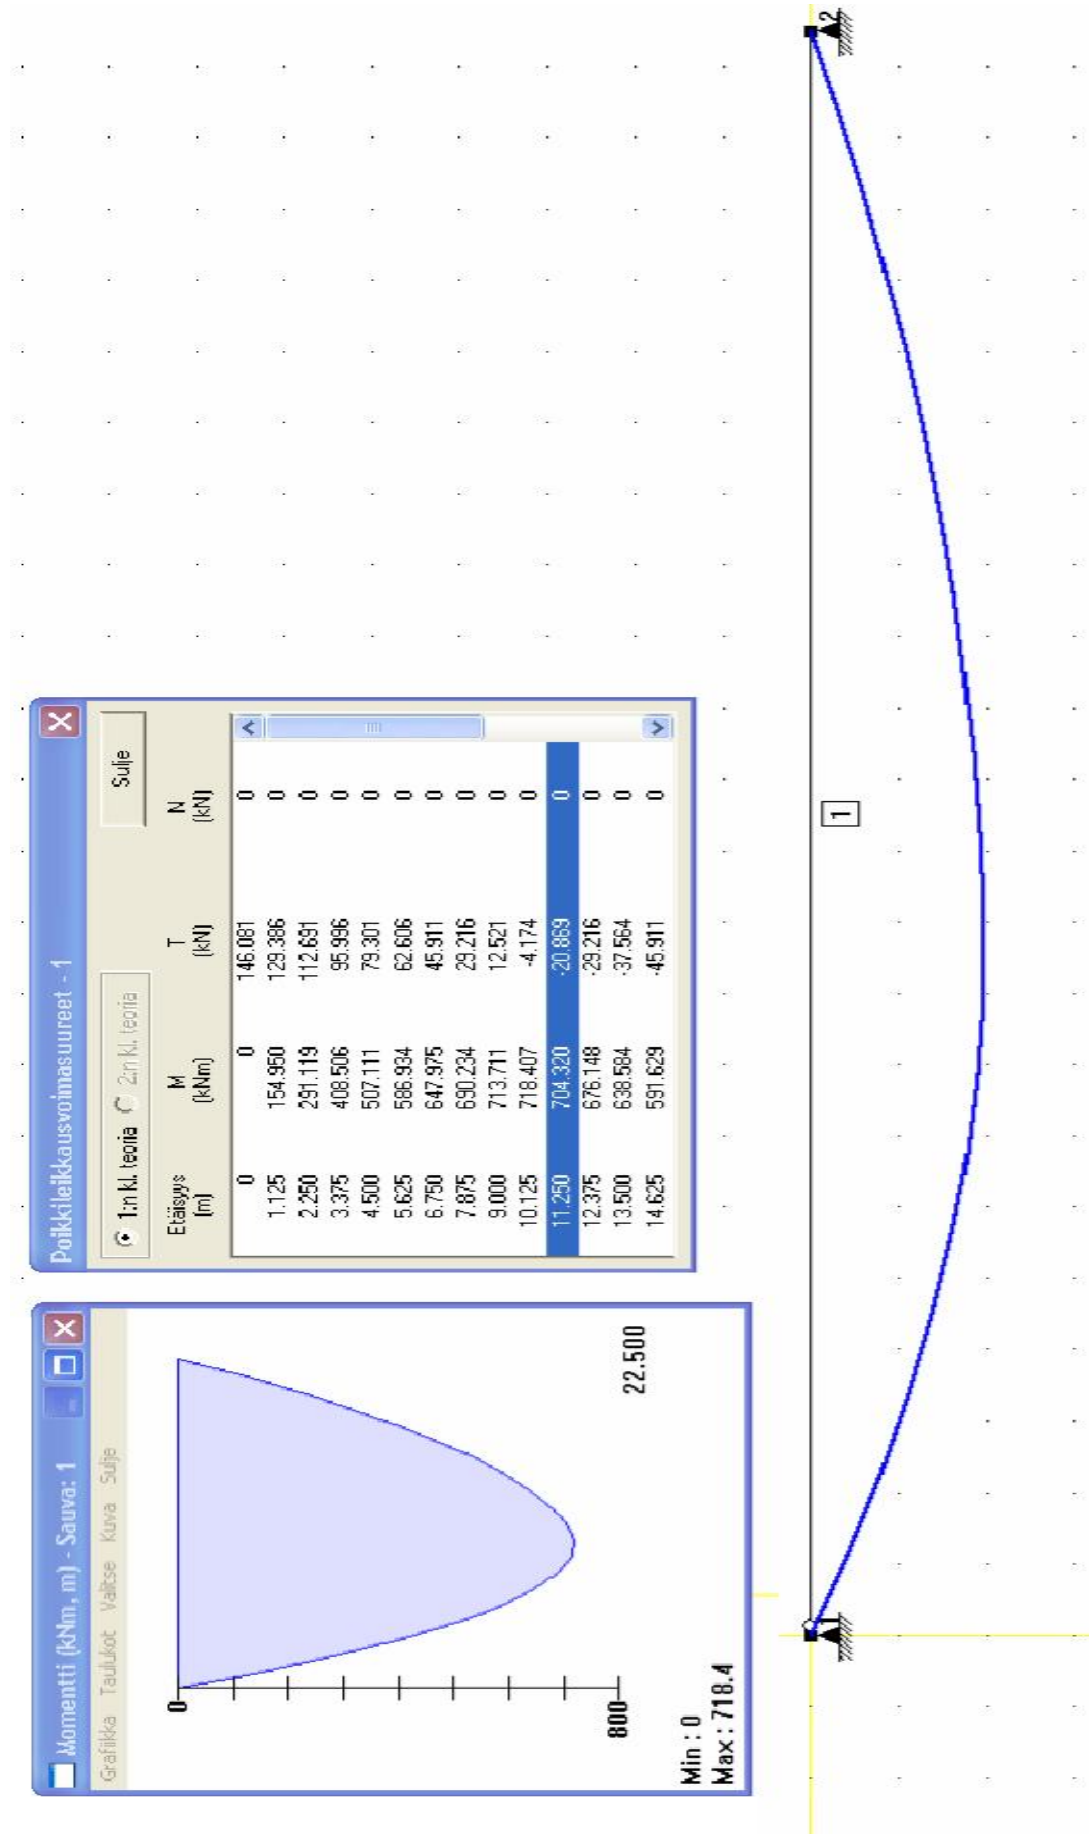 Momentti (kNm, m) - Sauva: 1
Grafiikka Taulukot Valitse Kuva Sulje
0
800
22.500
Min : 0
Max : 718.4
Poikkileikkausvoimasuureet - 1
1:n kl. teoria 2:n kl. teoria
Sulje
Etäisyys M T N
(m) (kNm) (kN) (kN)
0 0 146.081 0
1.125 154.950 129.386 0
2.250 291.119 112.691 0
3.375 408.506 95.996 0
4.500 507.111 79.301 0
5.625 586.934 62.606 0
6.750 647.975 45.911 0
7.875 690.234 29.216 0
9.000 713.711 12.521 0
10.125 718.407 -4.174 0
11.250 704.320 -20.869 0
12.375 676.148 -29.216 0
13.500 638.584 -37.564 0
14.625 591.629 -45.911 0
1
1
2